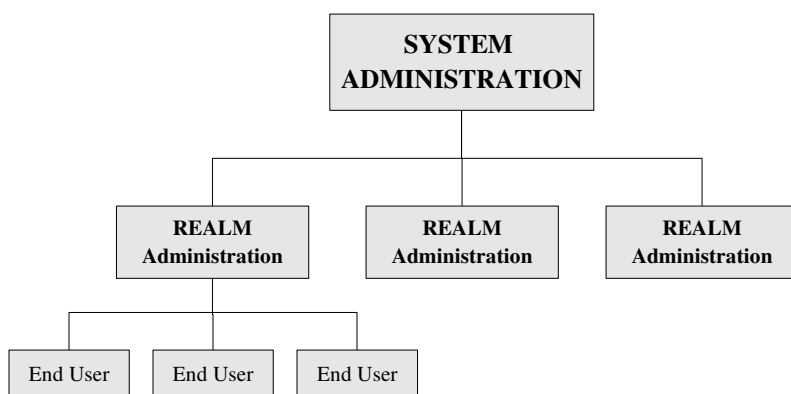 SYSTEM
ADMINISTRATION
REALM
Administration
REALM
Administration
REALM
Administration
End User
End User
End User